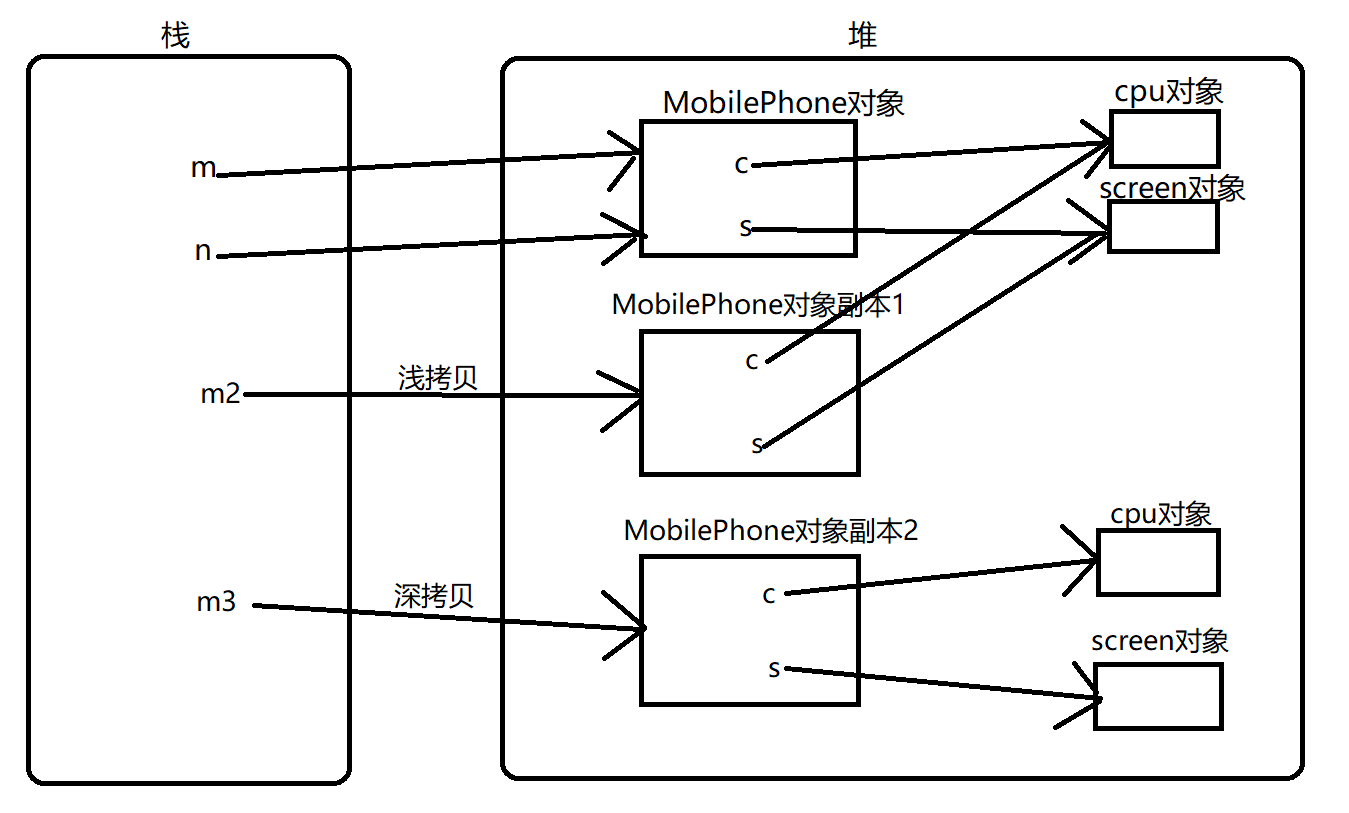 栈
堆
MobilePhone对象
cpu对象
m
c
screen对象
n
s
MobilePhone对象副本1
c
m2
浅拷贝
s
MobilePhone对象副本2
cpu对象
m3
深拷贝
c
screen对象
s